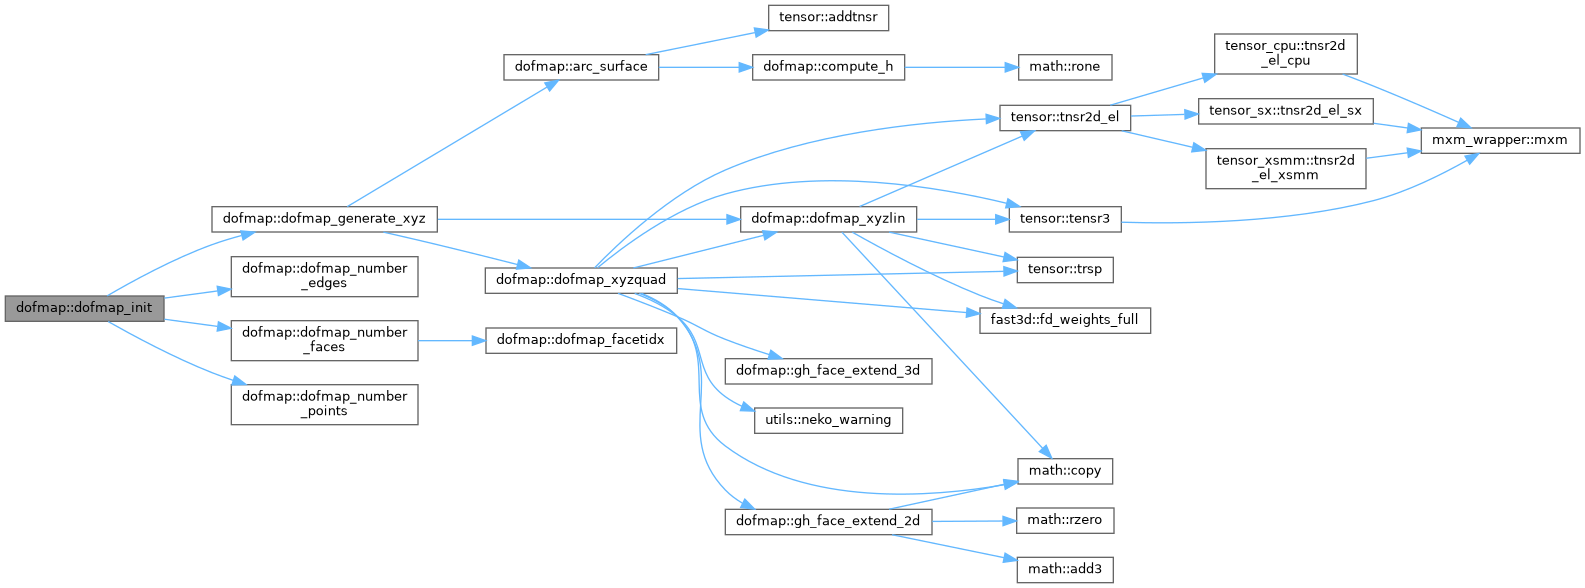 dofmap::dofmap_init
dofmap::dofmap_generate_xyz
dofmap::dofmap_number
_edges
dofmap::dofmap_number
_faces
dofmap::dofmap_number
_points
dofmap::arc_surface
dofmap::dofmap_xyzquad
dofmap::dofmap_facetidx
tensor::addtnsr
dofmap::compute_h
dofmap::dofmap_xyzlin
dofmap::gh_face_extend_3d
utils::neko_warning
dofmap::gh_face_extend_2d
math::rone
tensor::tnsr2d_el
tensor::tensr3
tensor::trsp
fast3d::fd_weights_full
math::copy
math::rzero
math::add3
tensor_cpu::tnsr2d
_el_cpu
tensor_sx::tnsr2d_el_sx
tensor_xsmm::tnsr2d
_el_xsmm
mxm_wrapper::mxm